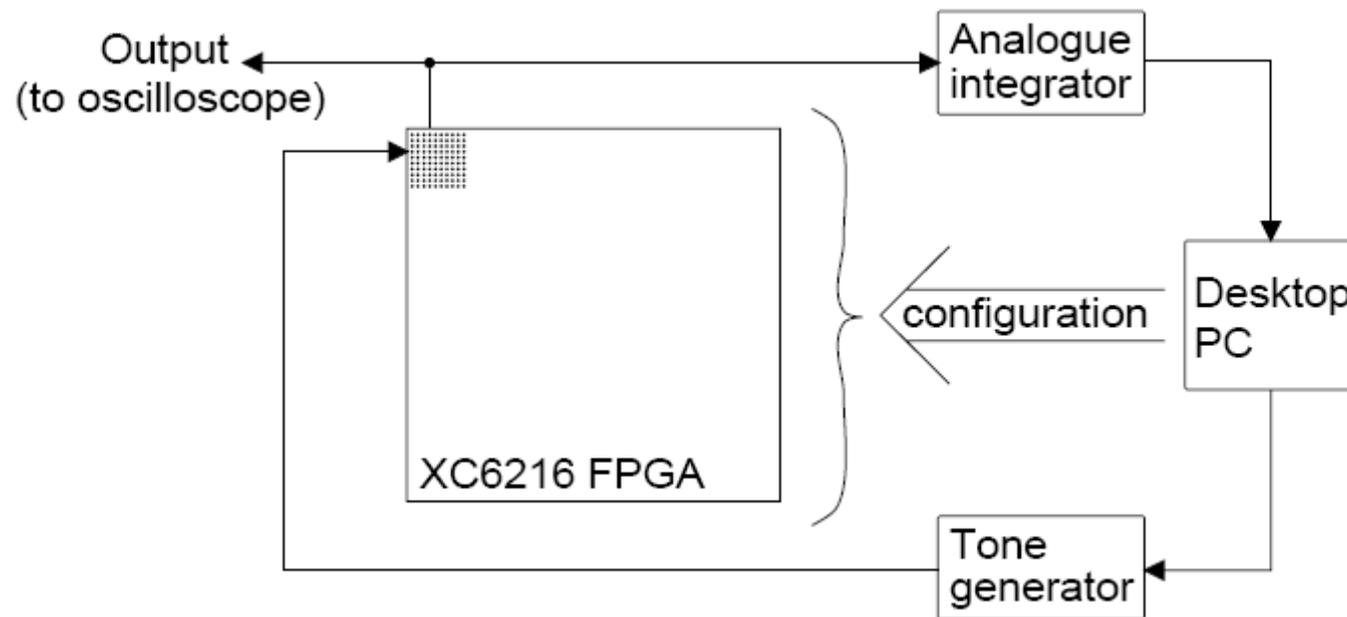 Output
(to oscilloscope)
Analogue
integrator
configuration
Desktop
PC
XC6216 FPGA
Tone
generator